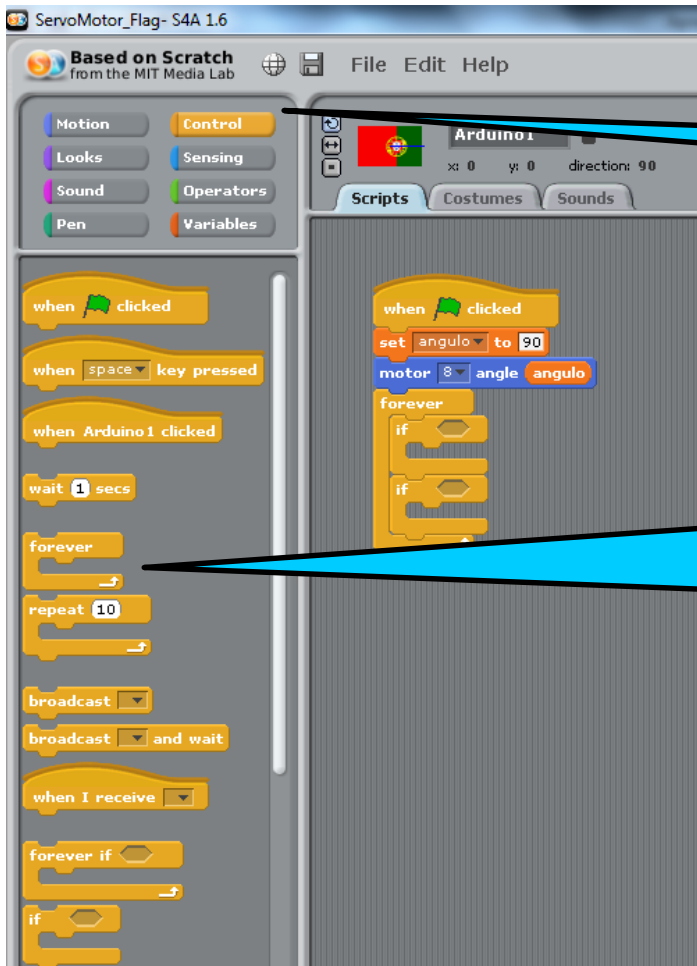 ServoMotor_Flag- S4A 1.6
Based on Scratch
from the MIT Media Lab
File Edit Help
Motion Control
Looks Sensing
Sound Operators
Pen Variables
Arduino1
x: 0 y: 0 direction: 90
Scripts Costumes Sounds
when clicked
when space key pressed
when Arduino1 clicked
wait 1 secs
forever
repeat 10
broadcast
broadcast and wait
when I receive
forever if
if
when clicked
set angulo to 90
motor 8 angle angulo
forever
if
if